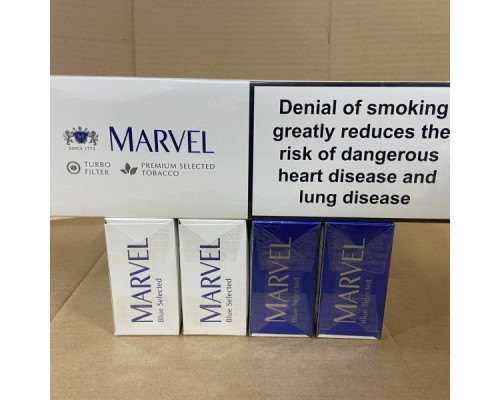 MARVEL
SINCE 1772
TURBO
FILTER
PREMIUM SELECTED
TOBACCO
Denial of smoking
greatly reduces the
risk of dangerous
heart disease and
lung disease
MARVEL
Blue Selected
MARVEL
Blue Selected
MARVEL
Blue Selected
MARVEL
Blue Selected